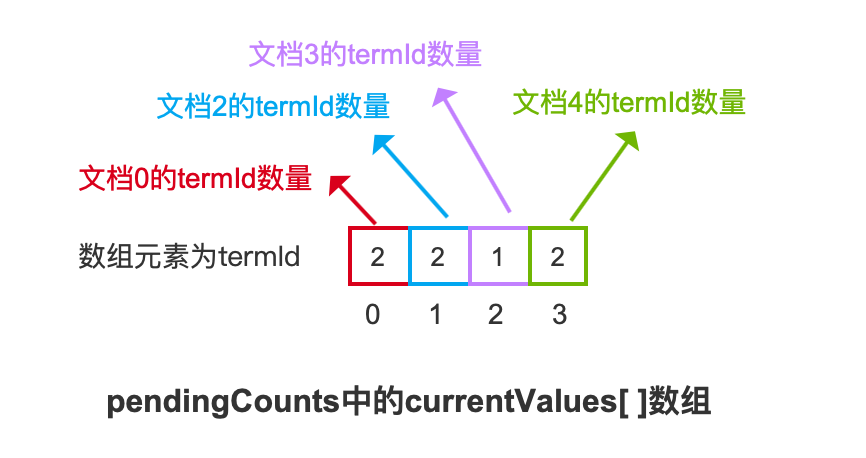 文档3的termId数量
文档2的termId数量
文档4的termId数量
文档0的termId数量
数组元素为termId
2 2 1 2
0 1 2 3
pendingCounts中的currentValues[ ]数组